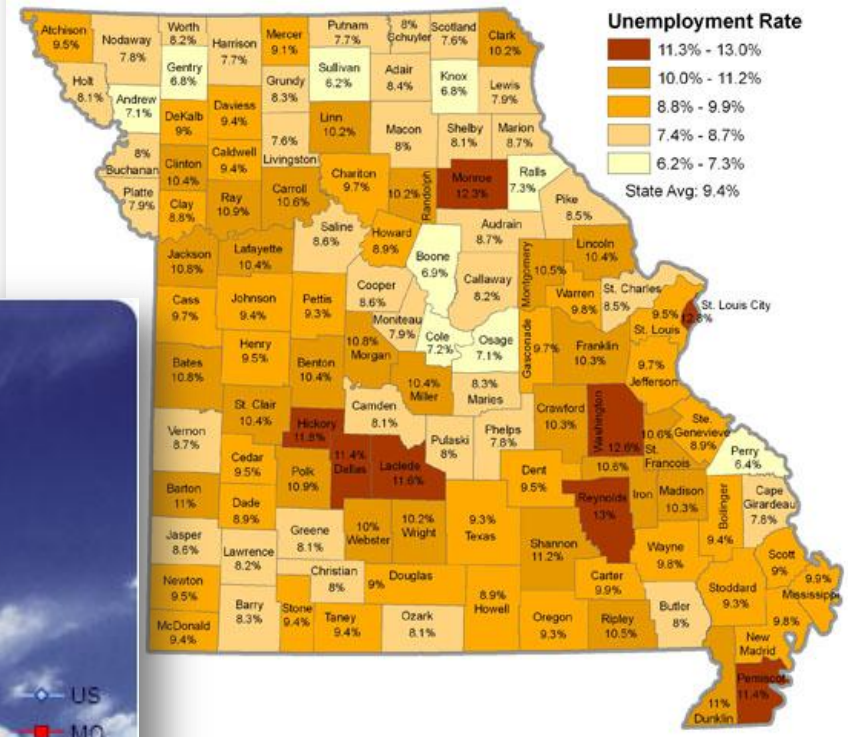 Unemployment Rate
11.3% - 13.0%
10.0% - 11.2%
8.8% - 9.9%
7.4% - 8.7%
6.2% - 7.3%
State Avg: 9.4%
Atchison
9.5%
Nodaway
7.8%
Worth
8.2%
Harrison
7.7%
Mercer
9.1%
Putnam
7.7%
8%
Schuyler
Scotland
7.6%
Clark
10.2%
Holt
8.1%
Andrew
7.1%
Gentry
6.8%
Grundy
8.3%
Sullivan
6.2%
Adair
8.4%
Knox
6.8%
Lewis
7.9%
DeKalb
9%
Daviess
9.4%
Linn
10.2%
Macon
8%
Shelby
8.1%
Marion
8.7%
8%
Buchanan
Clinton
10.4%
Caldwell
9.4%
7.6%
Livingston
Chariton
9.7%
10.2%
Randolph
Monroe
12.3%
Ralls
7.3%
Platte
7.9%
Clay
8.8%
Ray
10.9%
Carroll
10.6%
Pike
8.5%
Saline
8.6%
Howard
8.9%
Audrain
8.7%
Boone
6.9%
Jackson
10.8%
Lafayette
10.4%
Montgomery
10.5%
Lincoln
10.4%
Callaway
8.2%
Cooper
8.6%
Warren
9.8%
St. Charles
8.5%
St. Louis City
12.8%
9.5%
St. Louis
Cass
9.7%
Johnson
9.4%
Pettis
9.3%
Moniteau
7.9%
Cole
7.2%
Osage
7.1%
Gasconade
9.7%
Franklin
10.3%
9.7%
Jefferson
Henry
9.5%
10.8%
Morgan
Bates
10.8%
Benton
10.4%
10.4%
Miller
8.3%
Maries
Camden
8.1%
St. Clair
10.4%
Crawford
10.3%
Washington
12.6%
10.6%
St.
Francois
Ste.
Genevieve
8.9%
Vernon
8.7%
Hickory
11.8%
Pulaski
8%
Phelps
7.8%
Perry
6.4%
Cedar
9.5%
Polk
10.9%
11.4%
Dallas
Laclede
11.6%
Dent
9.5%
10.6%
Iron
Reynolds
13%
Madison
10.3%
Bollinger
9.4%
Cape
Girardeau
7.8%
Barton
11%
Dade
8.9%
Greene
8.1%
10%
Webster
10.2%
Wright
9.3%
Texas
Shannon
11.2%
Wayne
9.8%
Scott
9%
Jasper
8.6%
Lawrence
8.2%
Christian
8%
9%
Douglas
Carter
9.9%
Stoddard
9.3%
9.9%
Mississippi
Newton
9.5%
Barry
8.3%
Stone
9.4%
Taney
9.4%
Ozark
8.1%
8.9%
Howell
Oregon
9.3%
Ripley
10.5%
Butler
8%
9.8%
New
Madrid
McDonald
9.4%
Pemiscot
11.4%
11%
Dunklin
US
MO